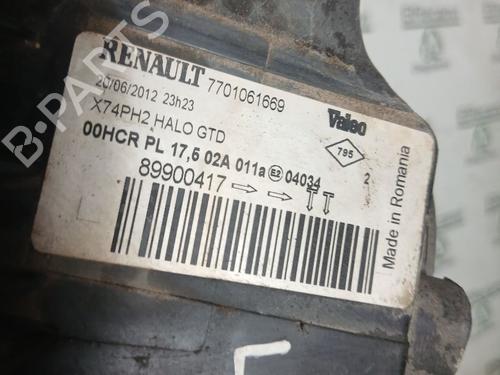 RENAULT 7701061669
20/06/2012 23h23
Valeo
X74PH2 HALO GTD
795
2
00HCR PL 17,5 02A 011a E2 04034
89900417
Made in Romania
B-PARTS
L